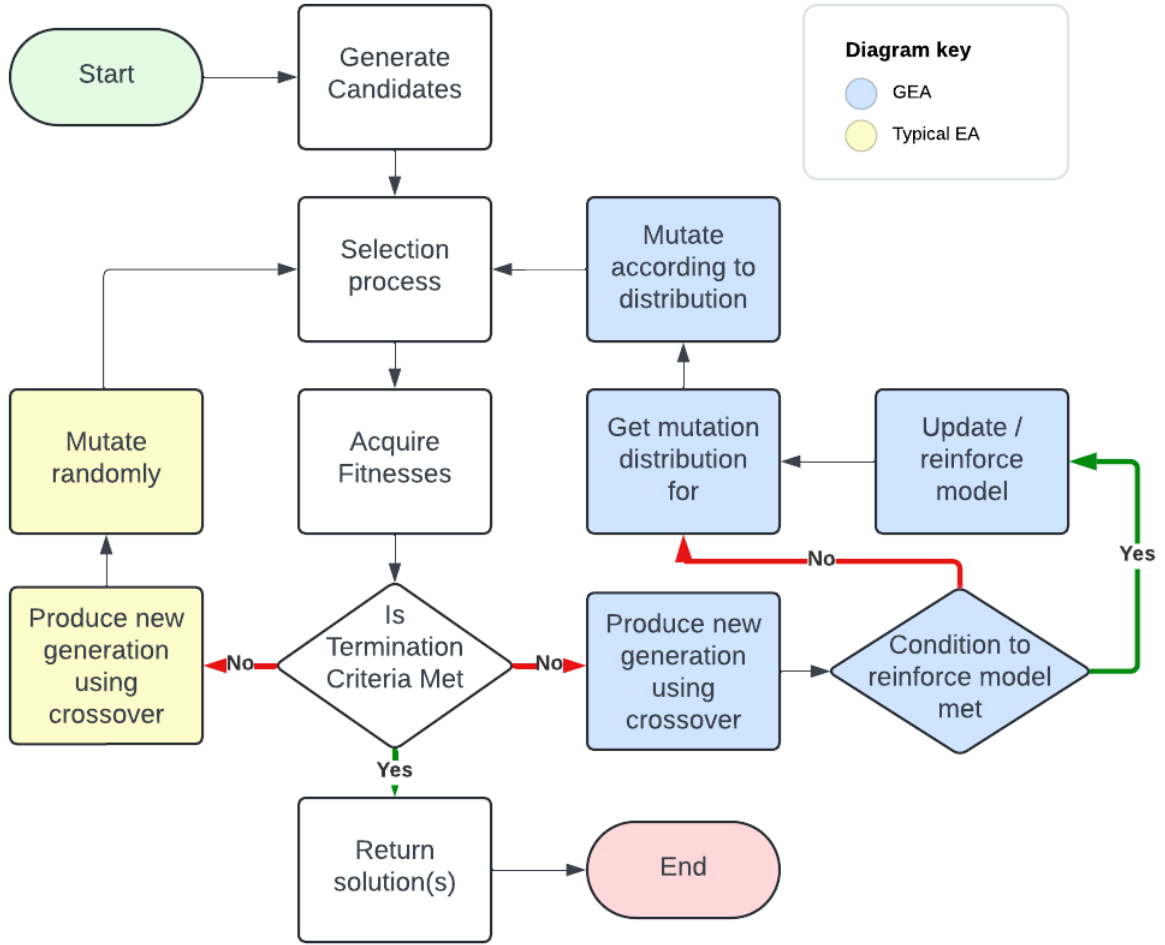 Start
Generate
Candidates
Diagram key
GEA
Typical EA
Selection
process
Mutate
according to
distribution
Mutate
randomly
Acquire
Fitnesses
Get mutation
distribution
for
Update /
reinforce
model
No
Yes
Produce new
generation
using
crossover
No
Is
Termination
Criteria Met
No
Produce new
generation
using
crossover
Condition to
reinforce model
met
Yes
Return
solution(s)
End